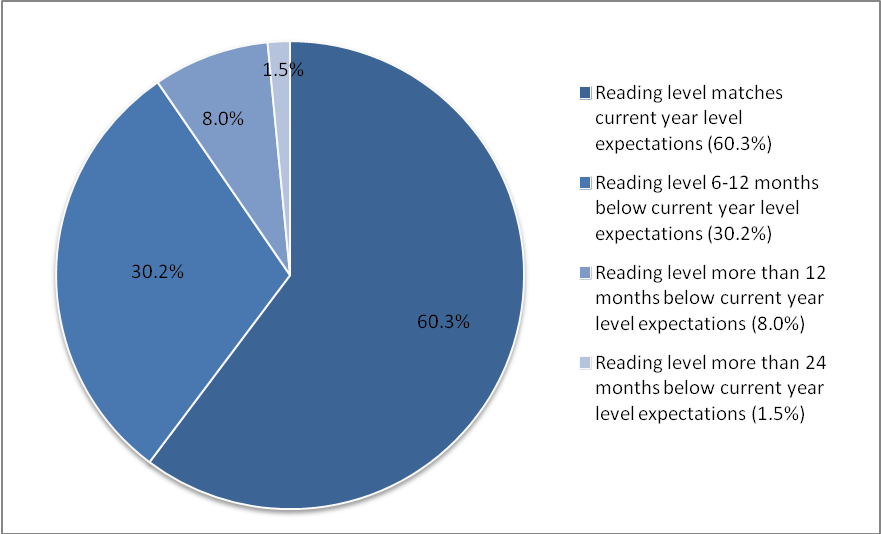 1.5%
8.0%
30.2%
60.3%
Reading level matches
current year level
expectations (60.3%)
Reading level 6-12 months
below current year level
expectations (30.2%)
Reading level more than 12
months below current year
level expectations (8.0%)
Reading level more than 24
months below current year
level expectations (1.5%)